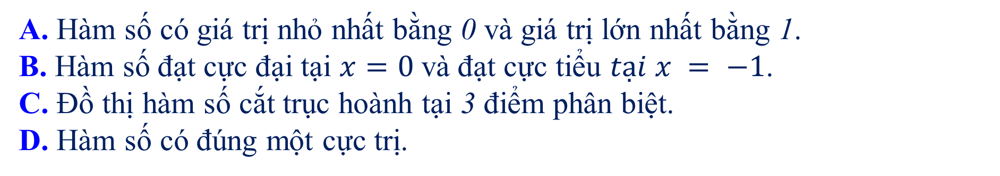 A. Hàm số có giá trị nhỏ nhất bằng 0 và giá trị lớn nhất bằng 1.
B. Hàm số đạt cực đại tại x = 0 và đạt cực tiểu tại x = −1.
C. Đồ thị hàm số cắt trục hoành tại 3 điểm phân biệt.
D. Hàm số có đúng một cực trị.